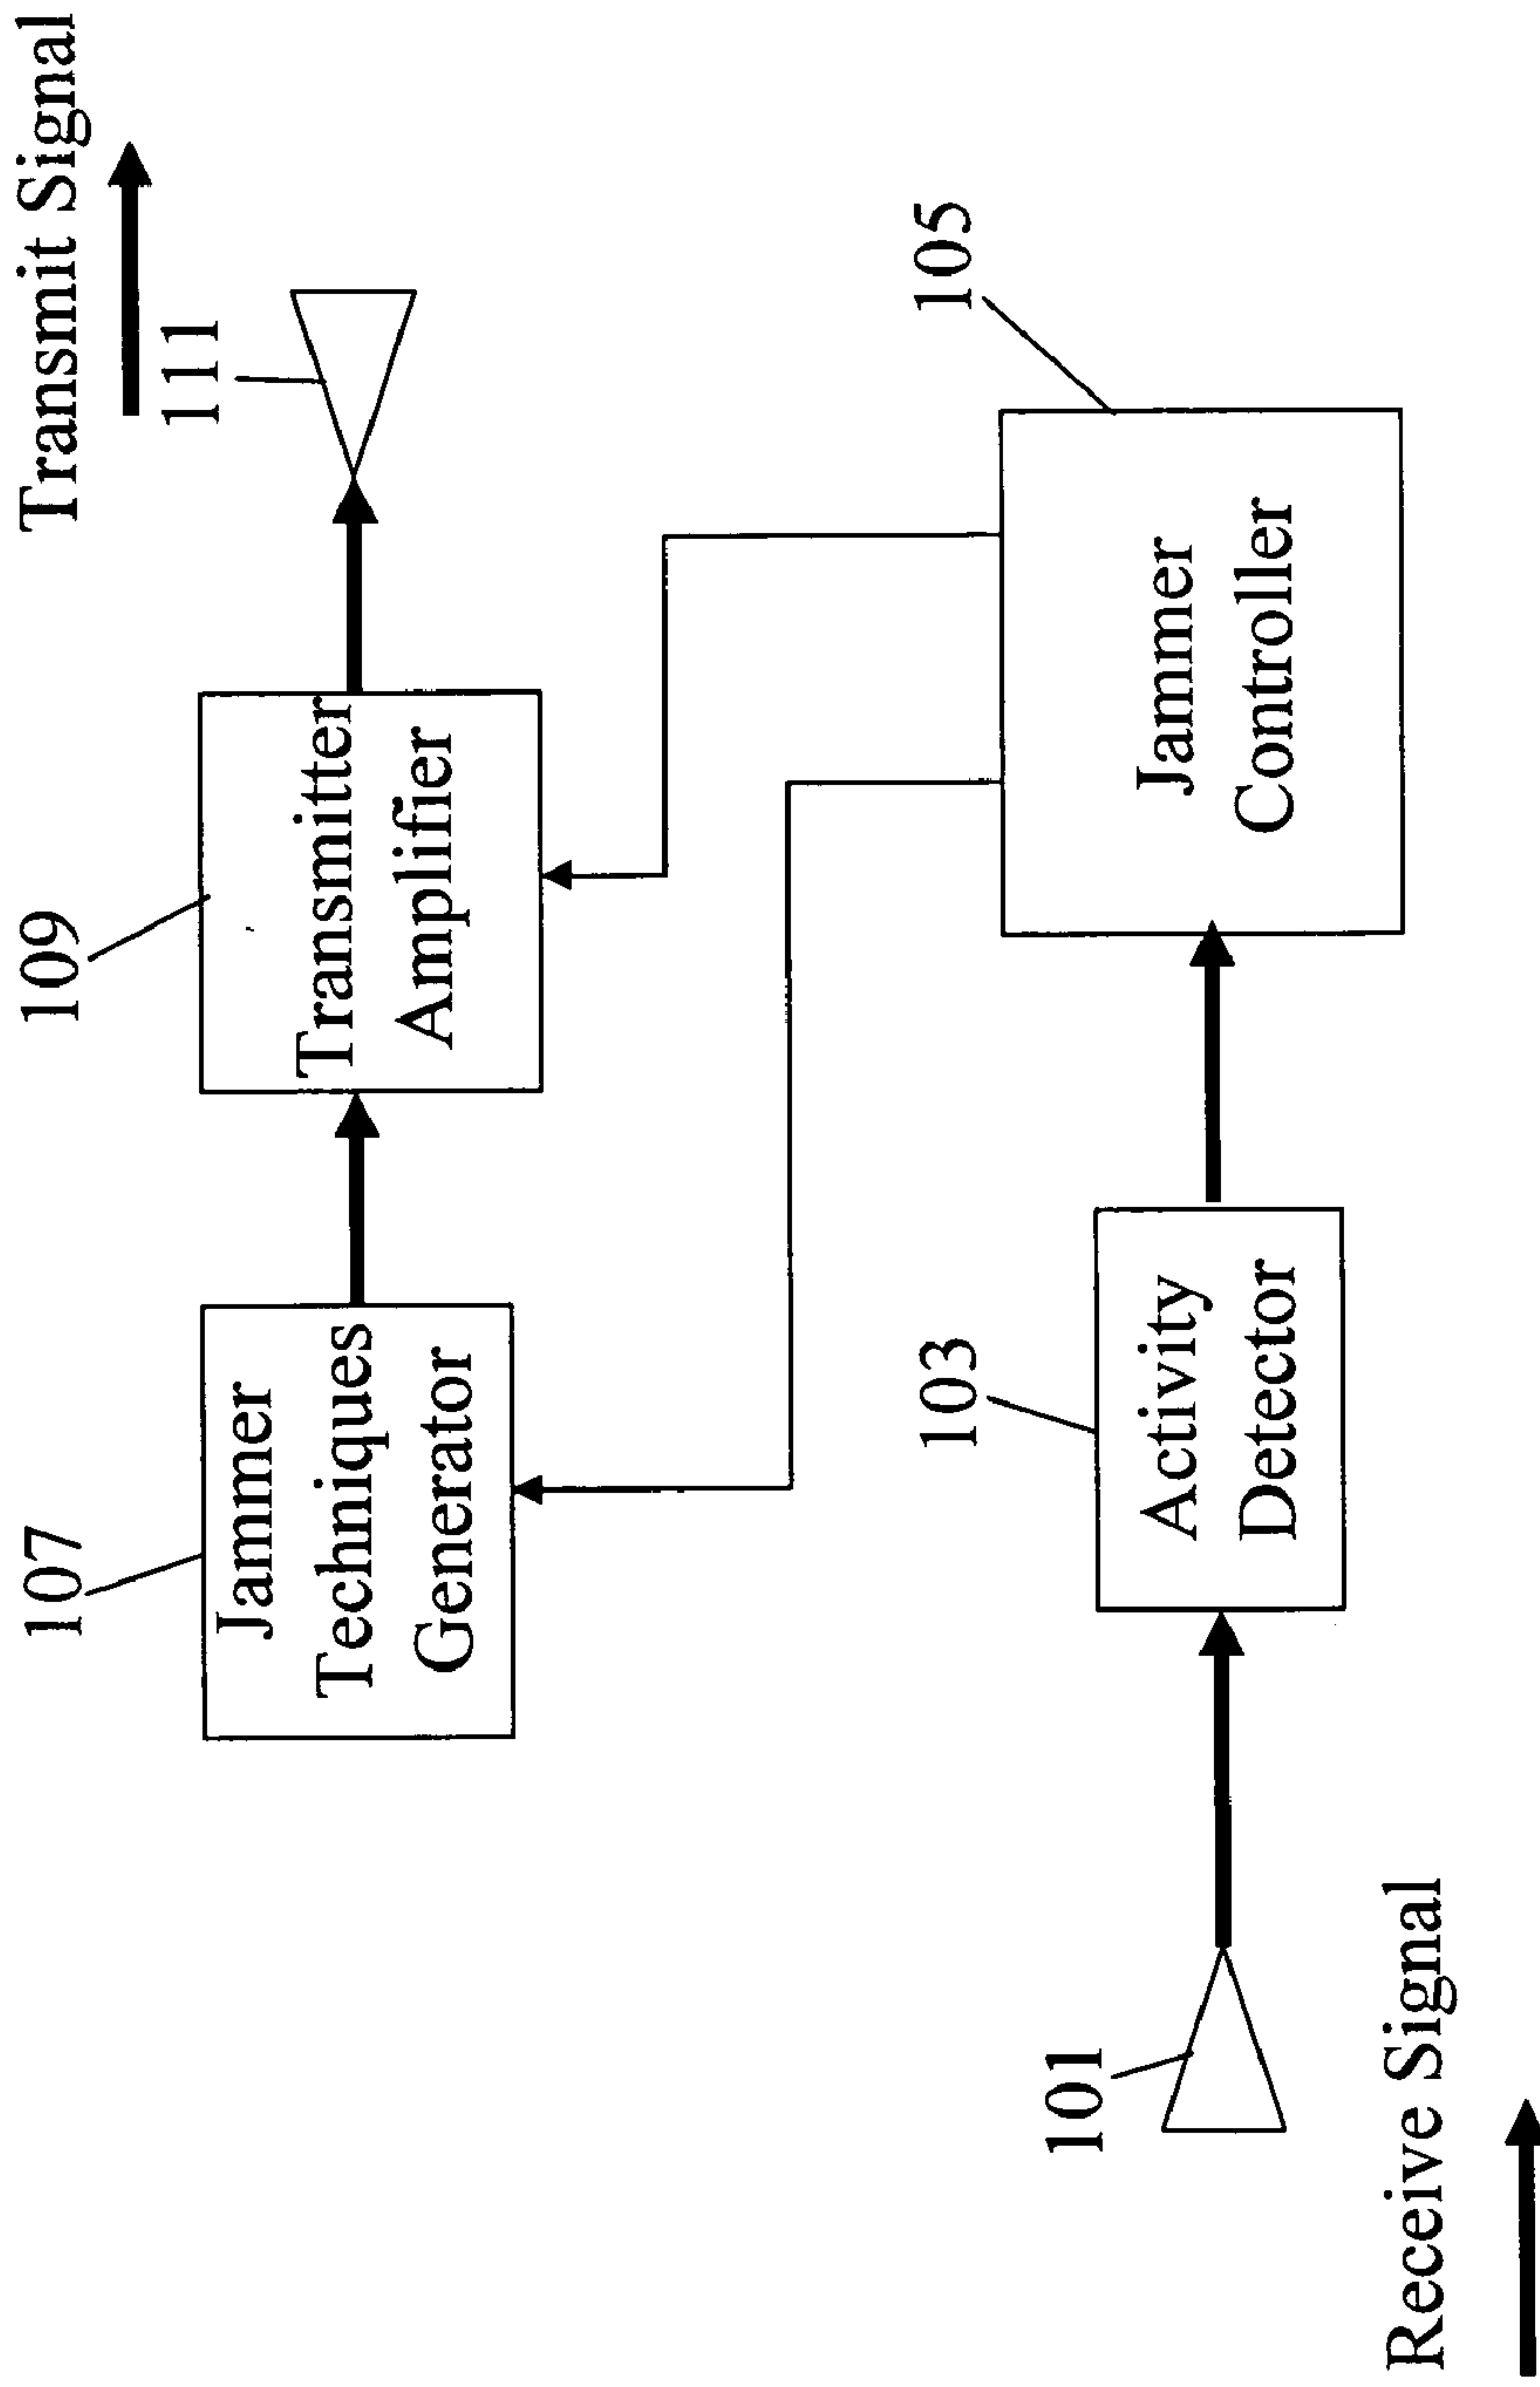 Transmit Signal
111
109
Transmitter
Amplifier
107
Jammer
Techniques
Generator
105
Jammer
Controller
103
Activity
Detector
101
Receive Signal